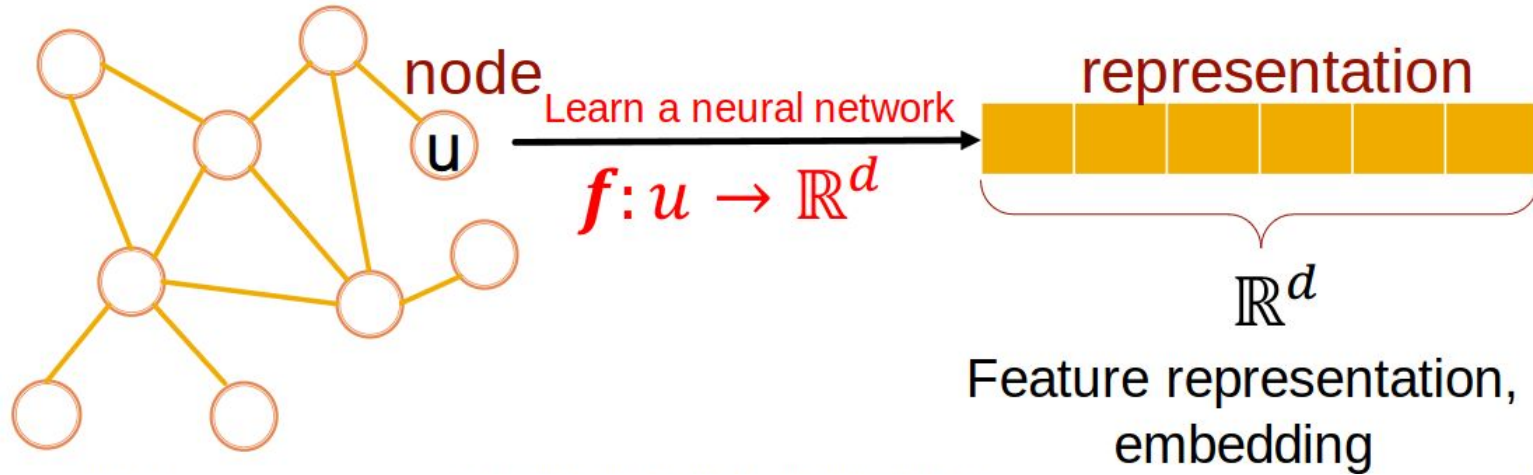 node
representation
Learn a neural network
u
f: u → ℝ^d
ℝ^d
Feature representation,
embedding